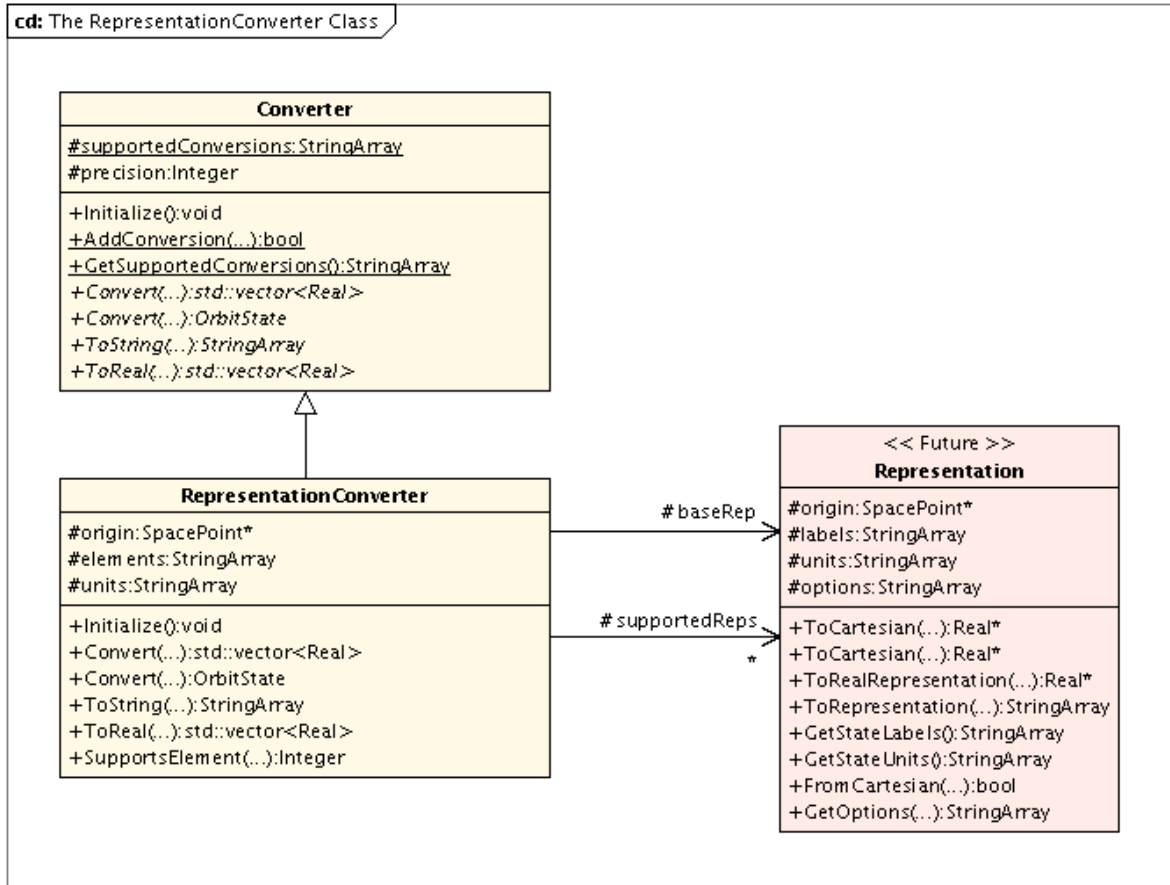 cd: The RepresentationConverter Class
Converter
#supportedConversions:StringArray
#precision:Integer
+Initialize():void
+AddConversion(...):bool
+GetSupportedConversions():StringArray
+Convert(...):std::vector<Real>
+Convert(...):OrbitState
+ToString(...):StringArray
+ToReal(...):std::vector<Real>
RepresentationConverter
#origin:SpacePoint*
#elements:StringArray
#units:StringArray
+Initialize():void
+Convert(...):std::vector<Real>
+Convert(...):OrbitState
+ToString(...):StringArray
+ToReal(...):std::vector<Real>
+SupportsElement(...):Integer
#baseRep
#supportedReps
*
<< Future >>
Representation
#origin:SpacePoint*
#labels:StringArray
#units:StringArray
#options:StringArray
+ToCartesian(...):Real*
+ToCartesian(...):Real*
+ToRealRepresentation(...):Real*
+ToRepresentation(...):StringArray
+GetStateLabels():StringArray
+GetStateUnits():StringArray
+FromCartesian(...):bool
+GetOptions(...):StringArray